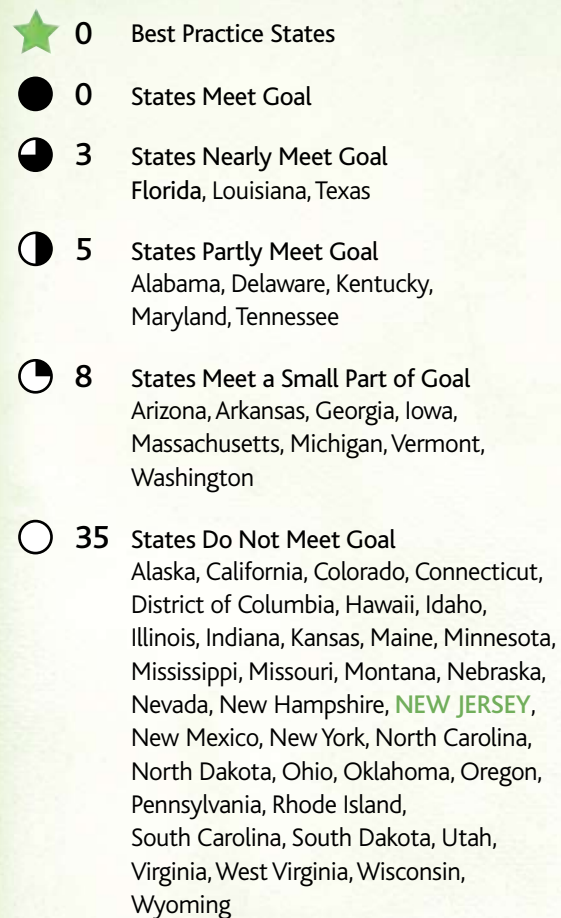 0 Best Practice States
0 States Meet Goal
3 States Nearly Meet Goal
Florida, Louisiana, Texas
5 States Partly Meet Goal
Alabama, Delaware, Kentucky,
Maryland, Tennessee
8 States Meet a Small Part of Goal
Arizona, Arkansas, Georgia, Iowa,
Massachusetts, Michigan, Vermont,
Washington
35 States Do Not Meet Goal
Alaska, California, Colorado, Connecticut,
District of Columbia, Hawaii, Idaho,
Illinois, Indiana, Kansas, Maine, Minnesota,
Mississippi, Missouri, Montana, Nebraska,
Nevada, New Hampshire, NEW JERSEY,
New Mexico, New York, North Carolina,
North Dakota, Ohio, Oklahoma, Oregon,
Pennsylvania, Rhode Island,
South Carolina, South Dakota, Utah,
Virginia, West Virginia, Wisconsin,
Wyoming